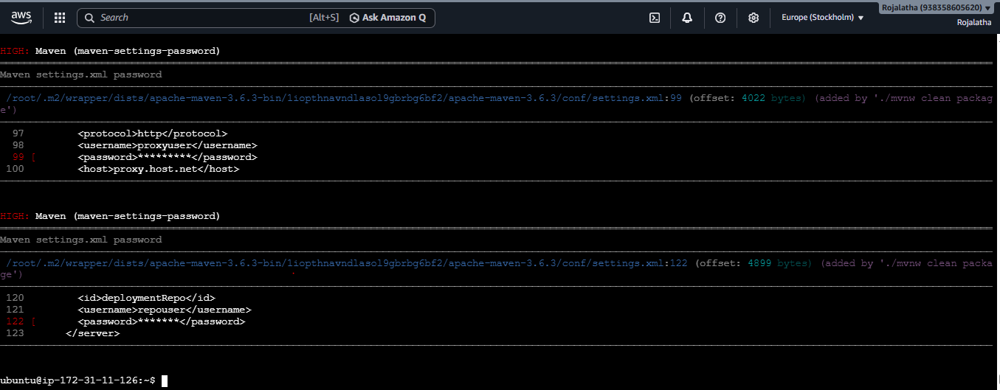 aws
Search [Alt+S] Ask Amazon Q
Europe (Stockholm) ▼
Rojalatha (938358605620) ▼
Rojalatha
HIGH: Maven (maven-settings-password)
Maven settings.xml password
/root/.m2/wrapper/dists/apache-maven-3.6.3-bin/1iopthnavndlasol9gbrbg6bf2/apache-maven-3.6.3/conf/settings.xml:99 (offset: 4022 bytes) (added by './mvnw clean packag
e')
97 <protocol>http</protocol>
98 <username>proxyuser</username>
99 [ <password>*********</password>
100 <host>proxy.host.net</host>
HIGH: Maven (maven-settings-password)
Maven settings.xml password
/root/.m2/wrapper/dists/apache-maven-3.6.3-bin/1iopthnavndlasol9gbrbg6bf2/apache-maven-3.6.3/conf/settings.xml:122 (offset: 4899 bytes) (added by './mvnw clean packa
ge')
120 <id>deploymentRepo</id>
121 <username>repouser</username>
122 [ <password>*******</password>
123 </server>
ubuntu@ip-172-31-11-126:~$